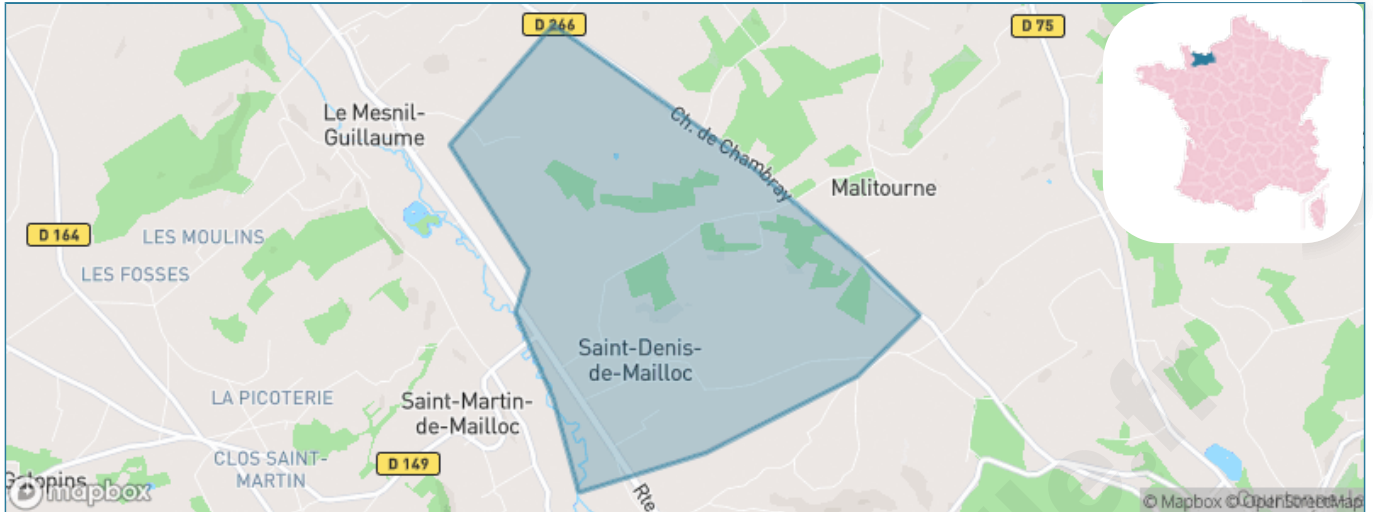 D 266
D 75
Le Mesnil-
Guillaume
Ch. de Chambray
Malitourne
D 164
LES MOULINS
LES FOSSES
Saint-Denis-
de-Mailloc
LA PICOTERIE
Saint-Martin-
de-Mailloc
CLOS SAINT-
MARTIN
D 149
Rte
mapbox
© Mapbox © OpenStreetMap